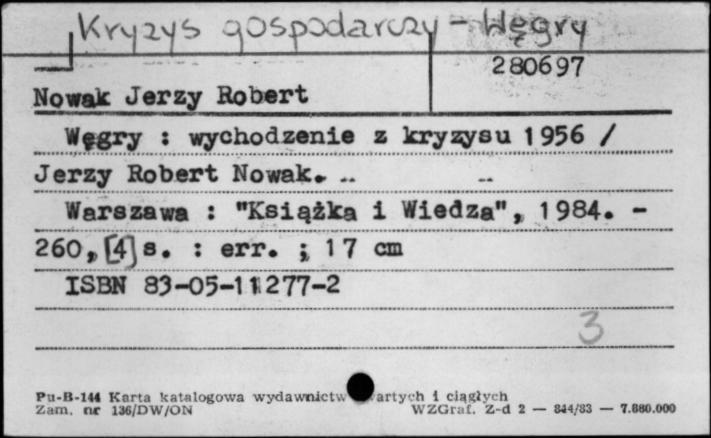 Kryzys gospodarczy - Węgry
280697
Nowak Jerzy Robert
Węgry : wychodzenie z kryzysu 1956 /
Jerzy Robert Nowak. --
Warszawa : "Książka i Wiedza", 1984. -
260, [4] s. : err. ; 17 cm
ISBN 83-05-11277-2
3
Pu-B-144 Karta katalogowa wydawnictw artych i ciągłych
Zam. nr 136/DW/ON WZGraf. Z-d 2 — 844/83 — 7.880.000